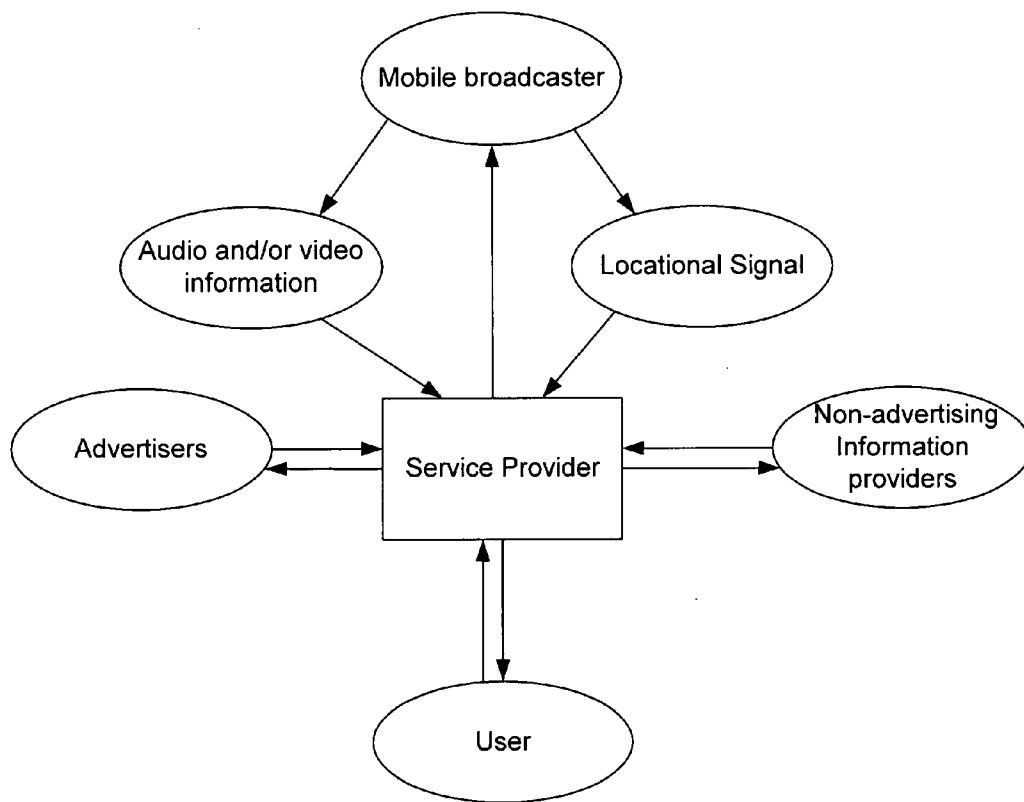 Mobile broadcaster
Audio and/or video
information
Locational Signal
Advertisers
Service Provider
Non-advertising
Information
providers
User